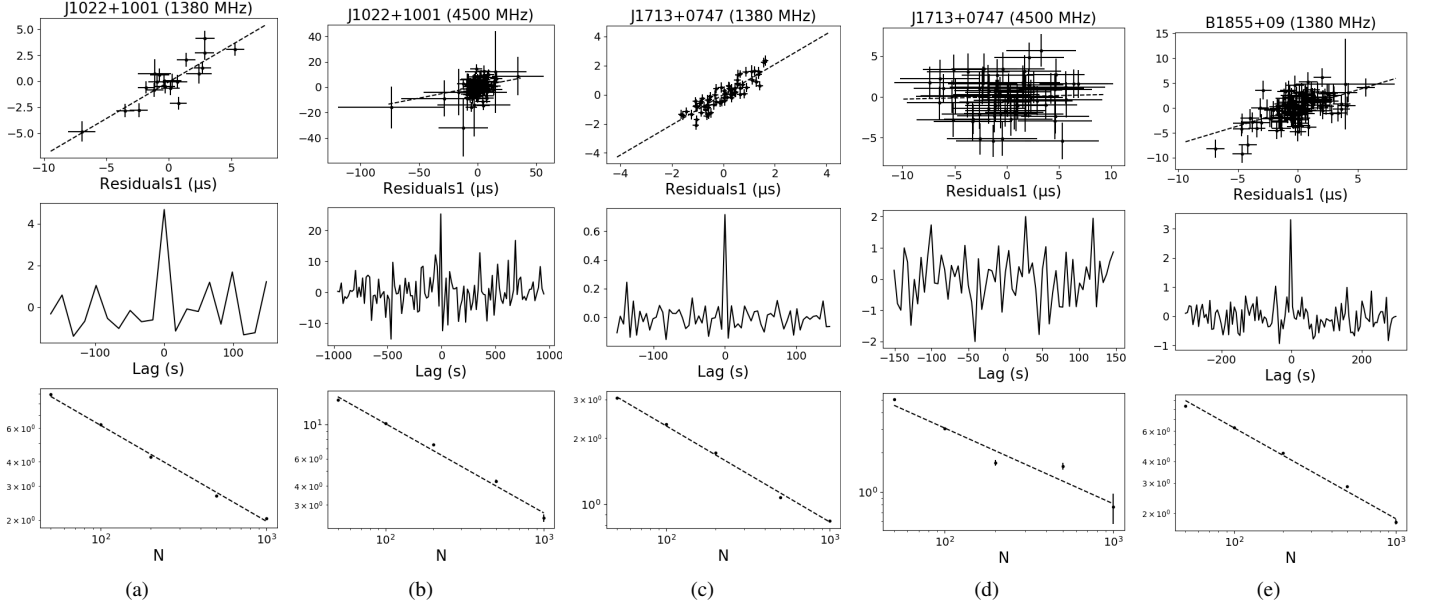 J1022+1001 (1380 MHz)
5.0
2.5
0.0
−2.5
−5.0
−10
−5
0
5
Residuals1 (μs)
4
2
0
−100
0
100
Lag (s)
6 × 10⁰
4 × 10⁰
3 × 10⁰
2 × 10⁰
10²
10³
N
(a)
J1022+1001 (4500 MHz)
40
20
0
−20
−40
−100
−50
0
50
Residuals1 (μs)
20
10
0
−10
−1000
−500
0
500
1000
Lag (s)
10¹
6 × 10⁰
4 × 10⁰
3 × 10⁰
10²
10³
N
(b)
J1713+0747 (1380 MHz)
4
2
0
−2
−4
−4
−2
0
2
4
Residuals1 (μs)
0.6
0.4
0.2
0.0
−100
0
100
Lag (s)
3 × 10⁰
2 × 10⁰
10⁰
10²
10³
N
(c)
J1713+0747 (4500 MHz)
5
0
−5
−10
−5
0
5
10
Residuals1 (μs)
2
1
0
−1
−2
−150
−100
−50
0
50
100
150
Lag (s)
10⁰
10²
10³
N
(d)
B1855+09 (1380 MHz)
15
10
5
0
−5
−10
−10
−5
0
5
Residuals1 (μs)
3
2
1
0
−1
−200
0
200
Lag (s)
6 × 10⁰
4 × 10⁰
3 × 10⁰
2 × 10⁰
10²
10³
N
(e)